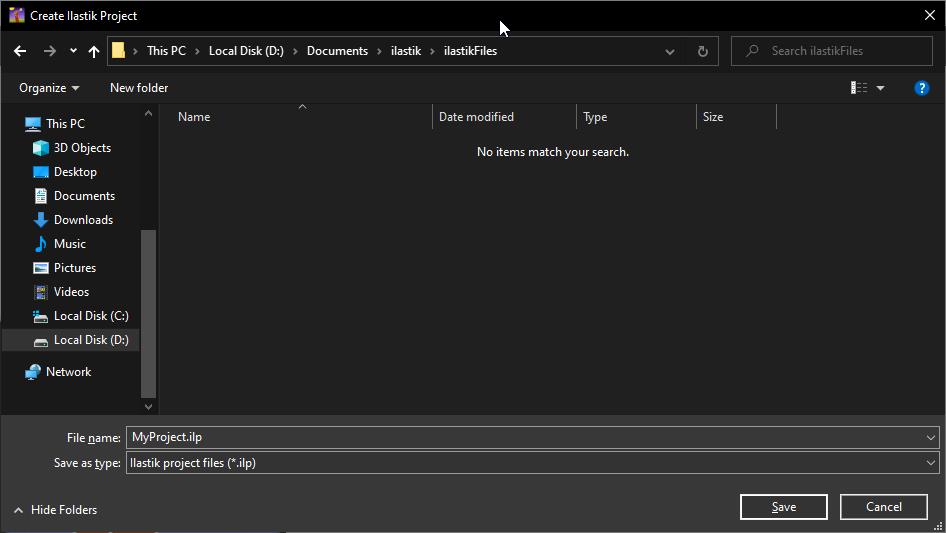 Create Ilastik Project
This PC
Local Disk (D:)
Documents
ilastik
ilastikFiles
Search ilastikFiles
Organize
New folder
?
Name
Date modified
Type
Size
No items match your search.
This PC
3D Objects
Desktop
Documents
Downloads
Music
Pictures
Videos
Local Disk (C:)
Local Disk (D:)
Network
File name:
MyProject.ilp
Save as type:
Ilastik project files (*.ilp)
Hide Folders
Save
Cancel